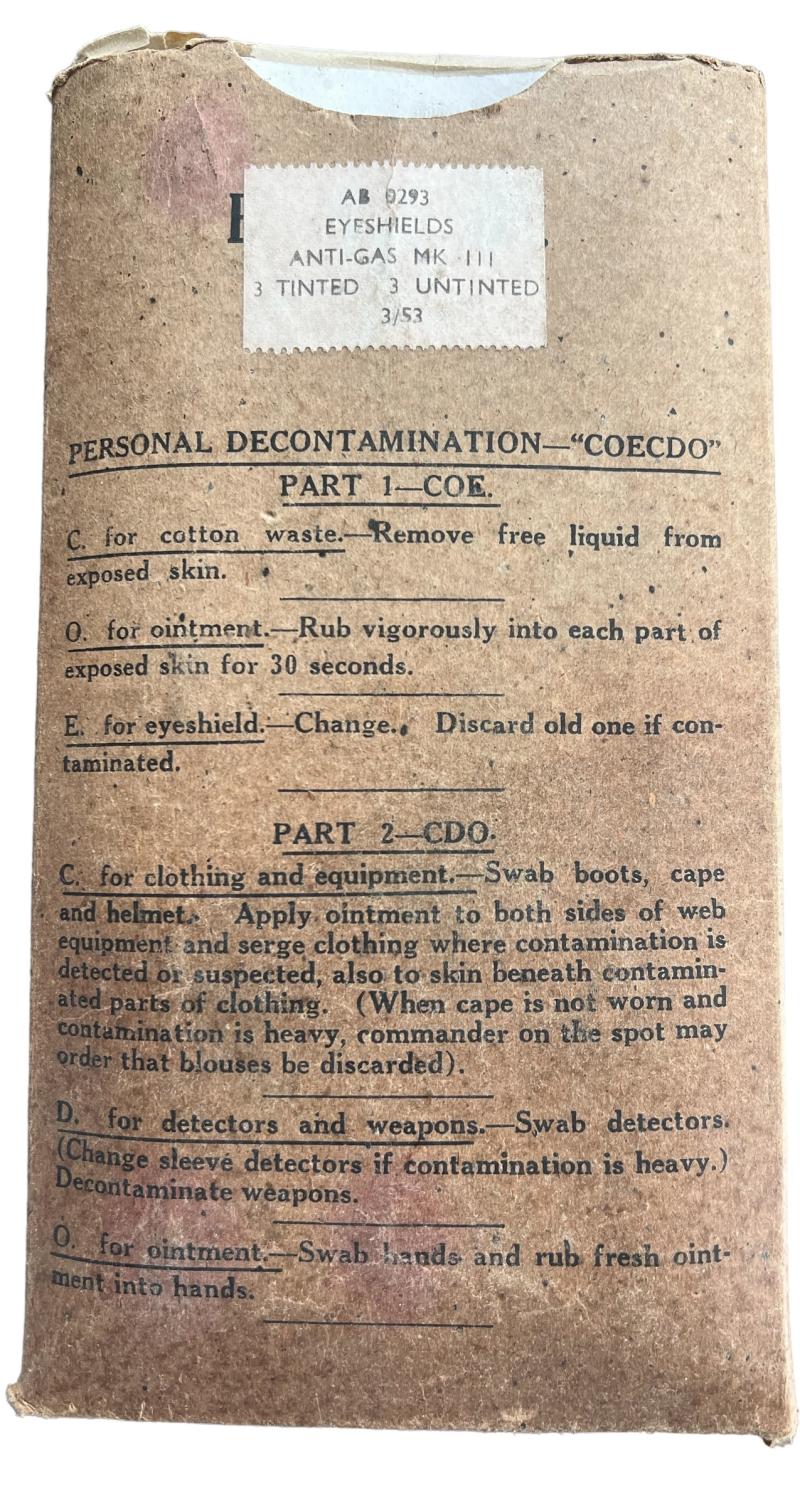 AB 0293
EYESHIELDS
ANTI-GAS MK III
3 TINTED 3 UNTINTED
3/53
PERSONAL DECONTAMINATION—“COECDO”
PART 1—COE.
C. for cotton waste.—Remove free liquid from
exposed skin.
O. for ointment.—Rub vigorously into each part of
exposed skin for 30 seconds.
E. for eyeshield.—Change. Discard old one if con-
taminated.
PART 2—CDO.
C. for clothing and equipment.—Swab boots, cape
and helmet. Apply ointment to both sides of web
equipment and serge clothing where contamination is
detected or suspected, also to skin beneath contamin-
ated parts of clothing. (When cape is not worn and
contamination is heavy, commander on the spot may
order that blouses be discarded).
D. for detectors and weapons.—Swab detectors.
(Change sleeve detectors if contamination is heavy.)
Decontaminate weapons.
O. for ointment.—Swab hands and rub fresh oint-
ment into hands.